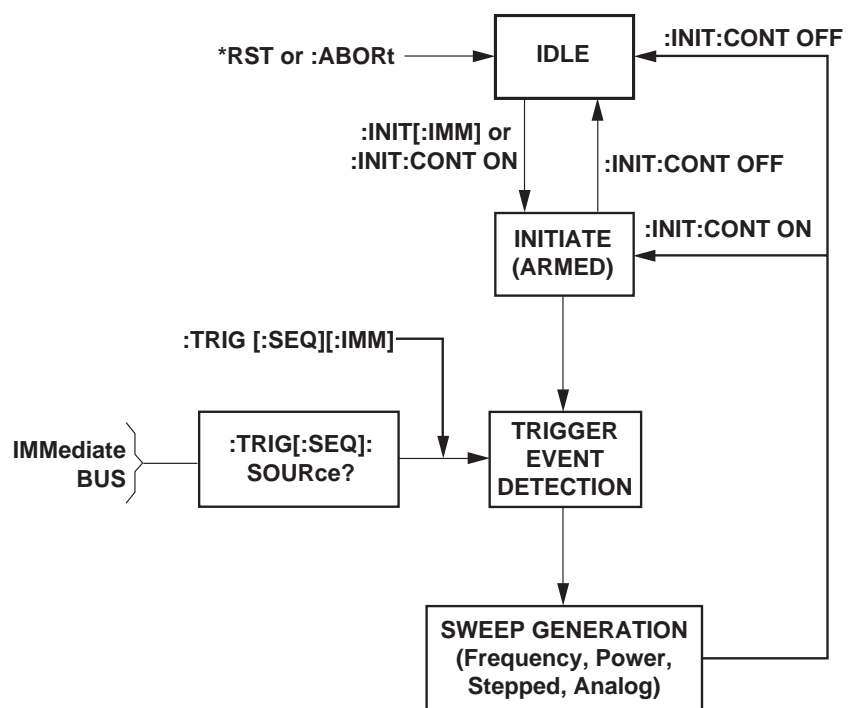 :INIT:CONT OFF
*RST or :ABORt
IDLE
:INIT[:IMM] or
:INIT:CONT ON
:INIT:CONT OFF
INITIATE
(ARMED)
:INIT:CONT ON
:TRIG [:SEQ][:IMM]
IMMediate
BUS
:TRIG[:SEQ]:
SOURce?
TRIGGER
EVENT
DETECTION
SWEEP GENERATION
(Frequency, Power,
Stepped, Analog)